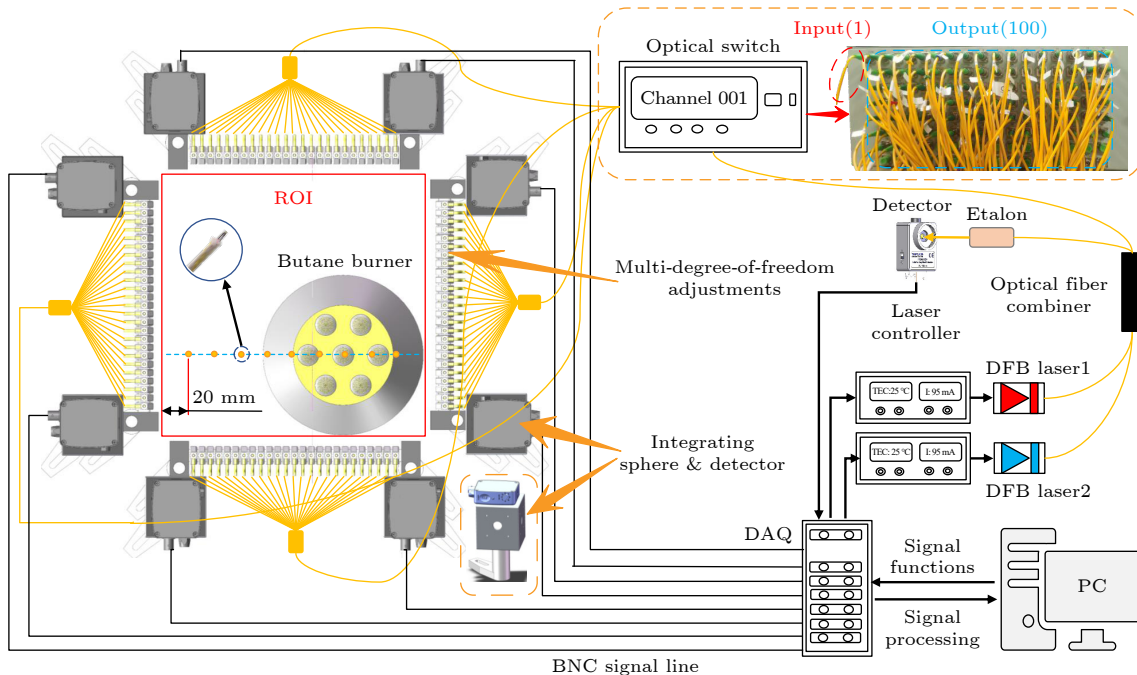 Input(1)
Output(100)
Optical switch
Channel 001
ROI
Detector
Etalon
Butane burner
Multi-degree-of-freedom
adjustments
Optical fiber
combiner
Laser
controller
DFB laser1
TEC:25 °C
I: 95 mA
20 mm
Integrating
sphere & detector
TEC: 25 °C
I: 95 mA
DFB laser2
DAQ
Signal
functions
PC
Signal
processing
BNC signal line